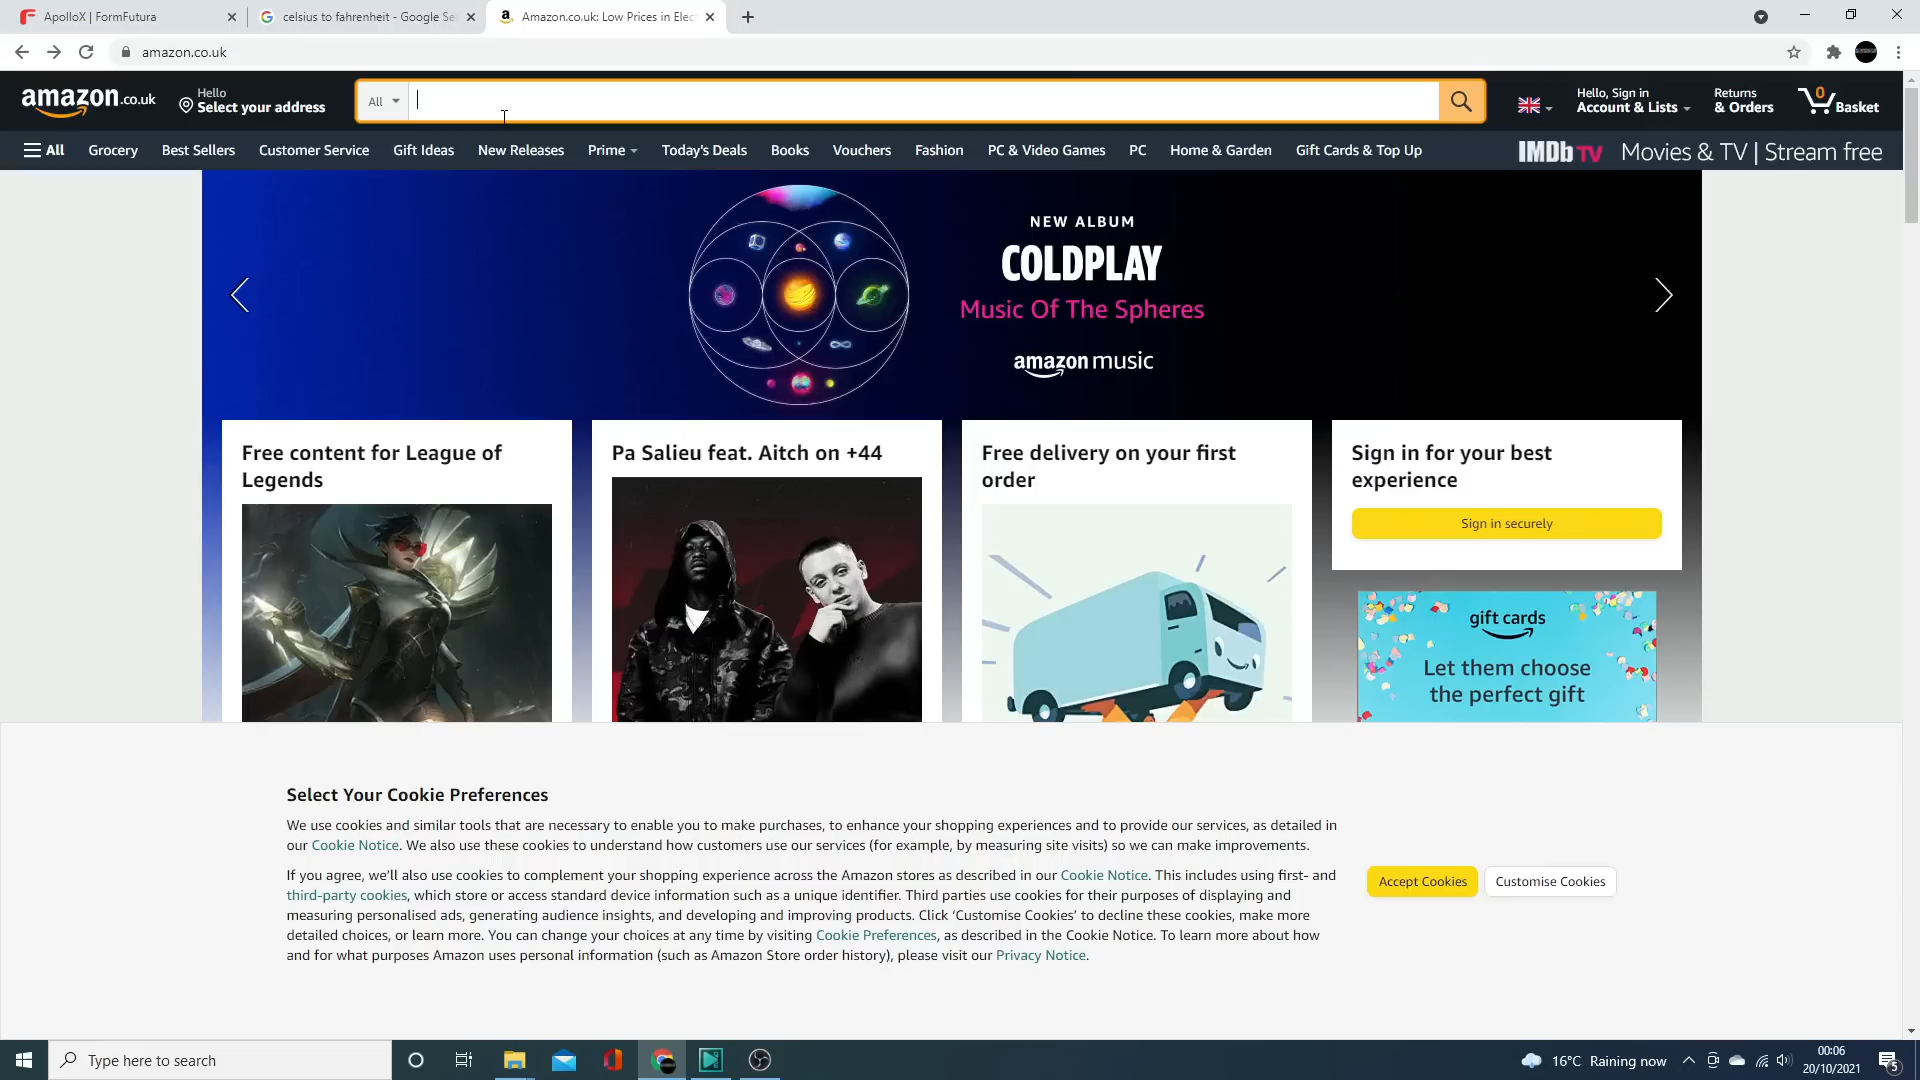 ApolloX | FormFutura
celsius to fahrenheit - Google Se
Amazon.co.uk: Low Prices in Elec
amazon.co.uk
amazon.co.uk
Hello
Select your address
All
Hello, Sign in
Account & Lists
Returns
& Orders
0
Basket
All
Grocery
Best Sellers
Customer Service
Gift Ideas
New Releases
Prime
Today's Deals
Books
Vouchers
Fashion
PC & Video Games
PC
Home & Garden
Gift Cards & Top Up
IMDb TV Movies & TV | Stream free
NEW ALBUM
COLDPLAY
Music Of The Spheres
amazon music
Free content for League of
Legends
Pa Salieu feat. Aitch on +44
Free delivery on your first
order
Sign in for your best
experience
Sign in securely
gift cards
Let them choose
the perfect gift
Select Your Cookie Preferences
We use cookies and similar tools that are necessary to enable you to make purchases, to enhance your shopping experiences and to provide our services, as detailed in
our Cookie Notice. We also use these cookies to understand how customers use our services (for example, by measuring site visits) so we can make improvements.
If you agree, we'll also use cookies to complement your shopping experience across the Amazon stores as described in our Cookie Notice. This includes using first- and
third-party cookies, which store or access standard device information such as a unique identifier. Third parties use cookies for their purposes of displaying and
measuring personalised ads, generating audience insights, and developing and improving products. Click ‘Customise Cookies’ to decline these cookies, make more
detailed choices, or learn more. You can change your choices at any time by visiting Cookie Preferences, as described in the Cookie Notice. To learn more about how
and for what purposes Amazon uses personal information (such as Amazon Store order history), please visit our Privacy Notice.
Accept Cookies
Customise Cookies
Type here to search
16°C Raining now
00:06
20/10/2021
5